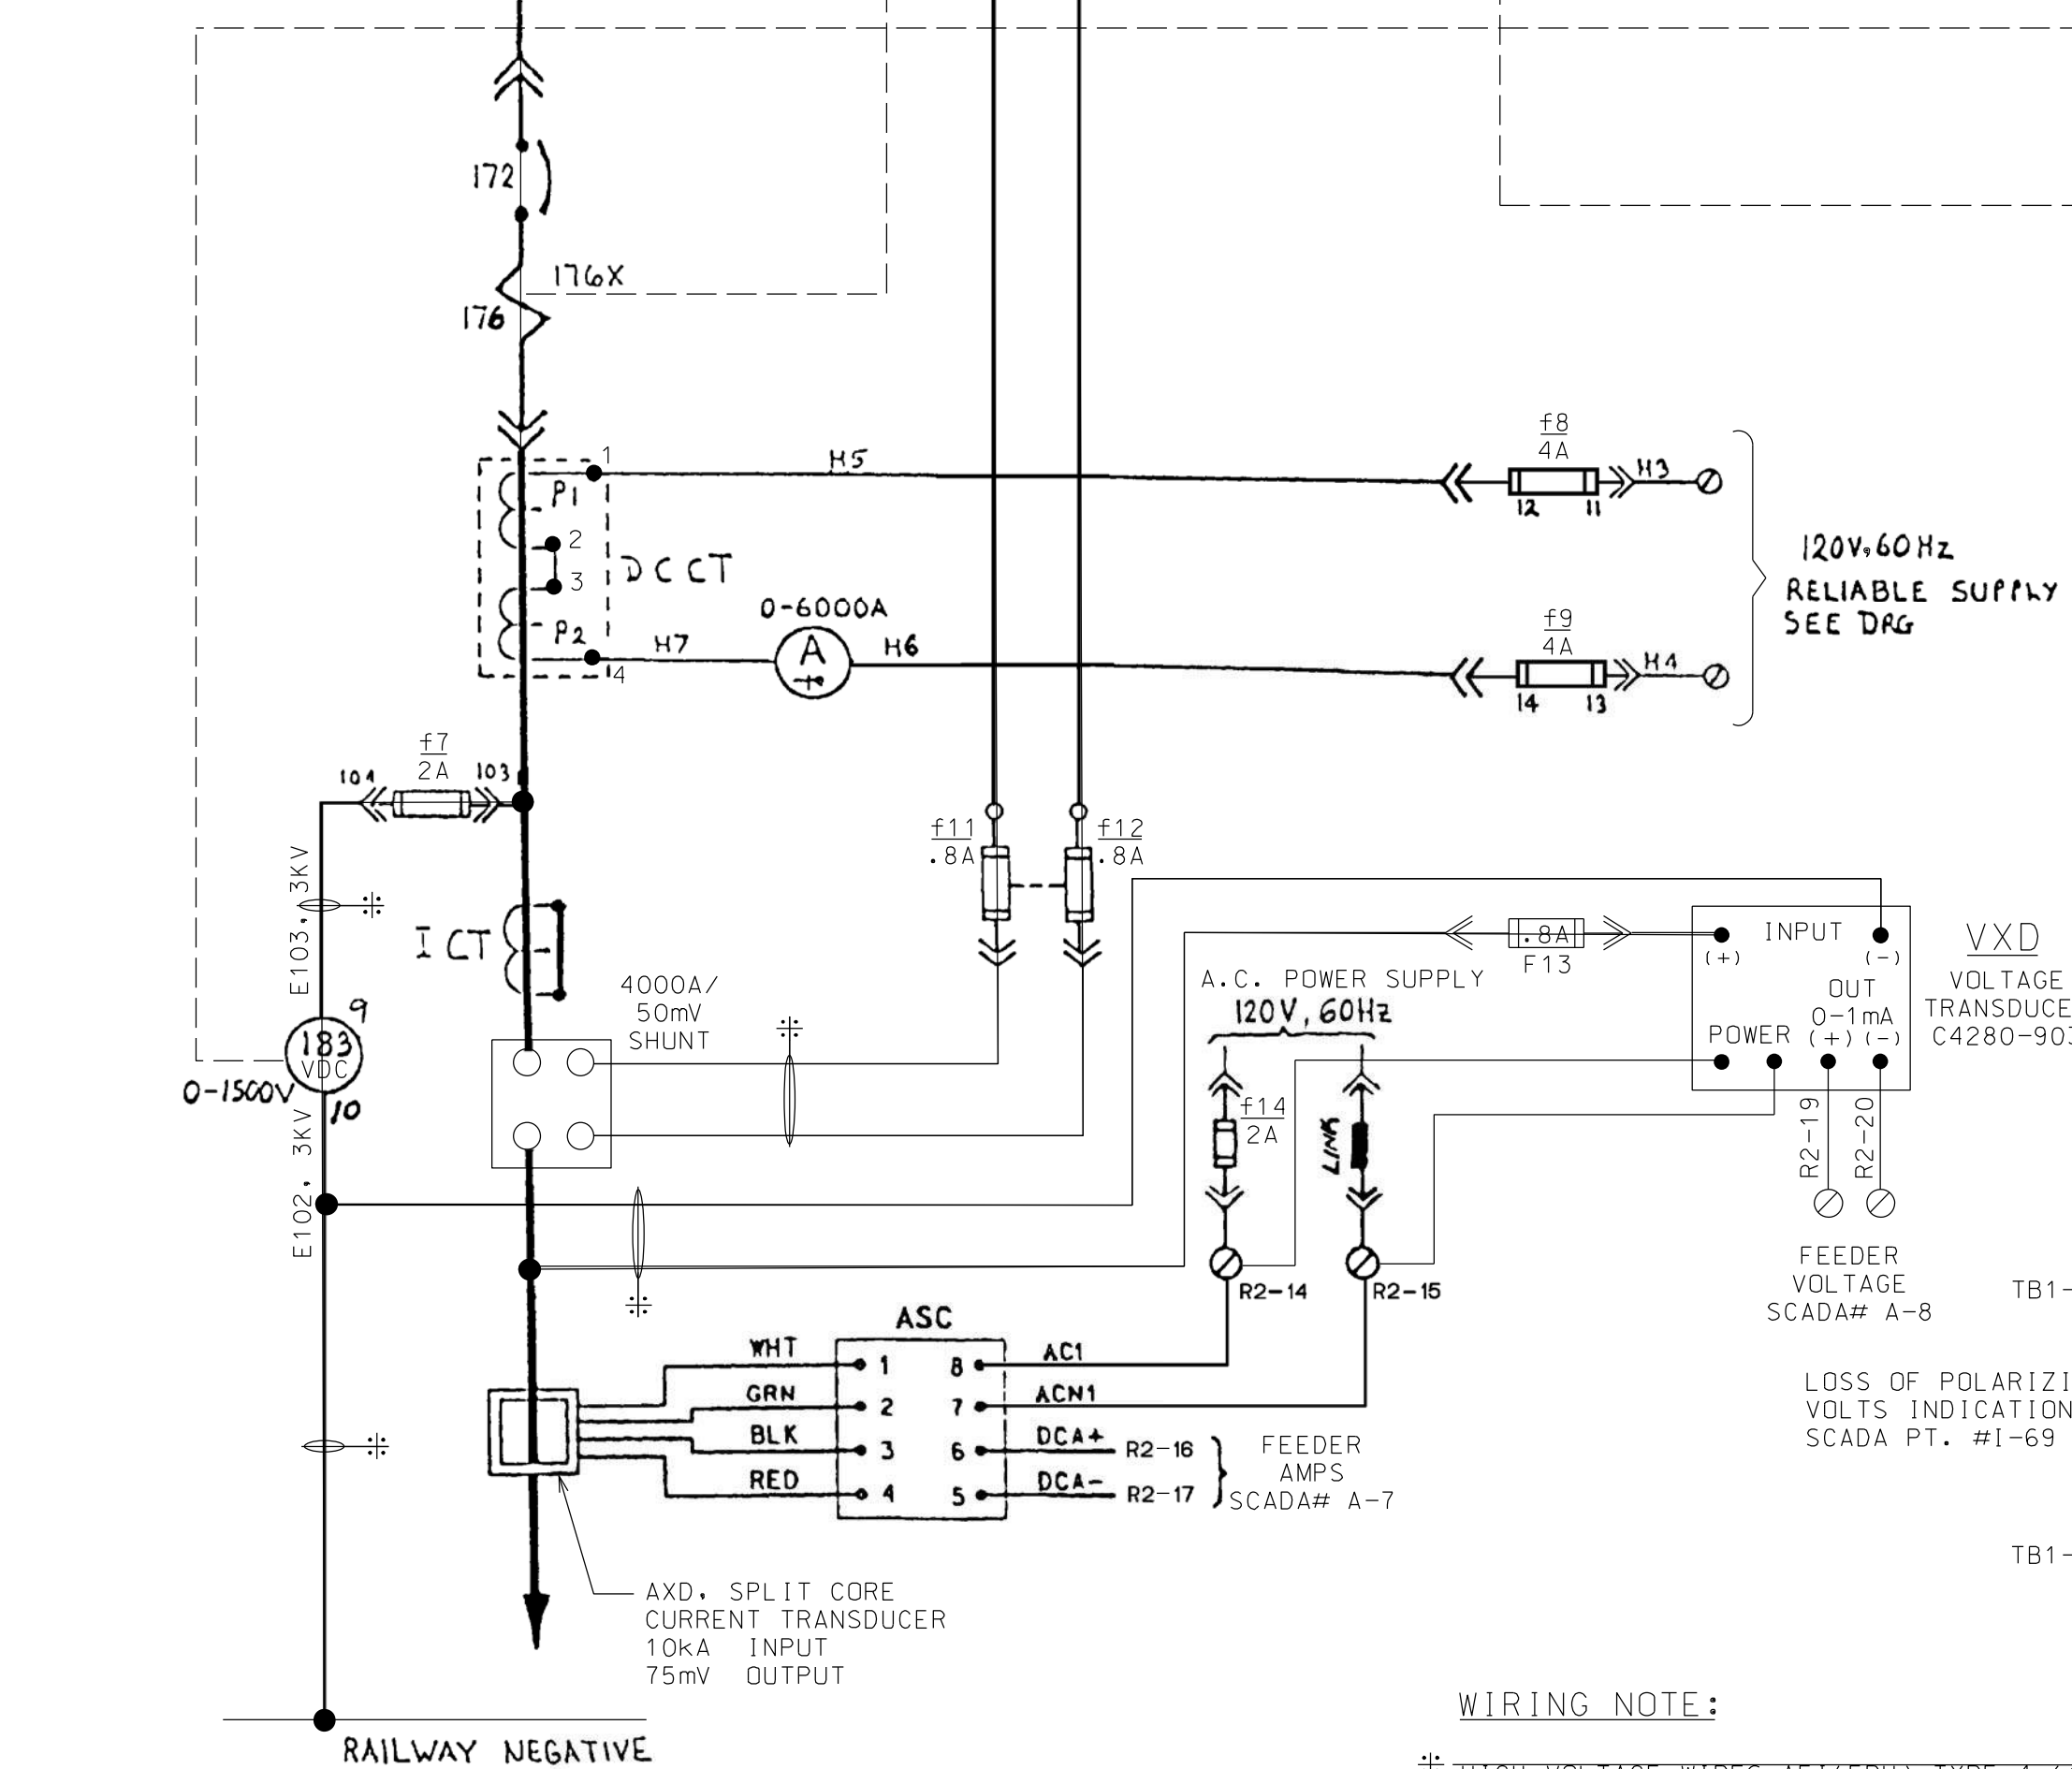 172
176X
176
1
H5
P1
2
3
DCCT
P2
4
H7
0-6000A
A
H6
f8
4A
12
11
H3
f9
4A
14
13
H4
120V,60Hz
RELIABLE SUPPLY
SEE DRG
f7
2A
104
103
E103, 3KV
9
183
VDC
0-1500V
10
E102, 3KV
ICT
4000A/
50mV
SHUNT
f11
.8A
f12
.8A
A.C. POWER SUPPLY
120V, 60Hz
f14
2A
LINK
R2-14
R2-15
.8A
F13
INPUT
(+)
(-)
OUT
0-1mA
POWER
(+)
(-)
VXD
VOLTAGE
TRANSDUCE
C4280-903
R2-19
R2-20
FEEDER
VOLTAGE
SCADA# A-8
TB1-
LOSS OF POLARIZI
VOLTS INDICATION
SCADA PT. #I-69
TB1-
ASC
WHT
1
8
AC1
GRN
2
7
ACN1
BLK
3
6
DCA+
R2-16
RED
4
5
DCA-
R2-17
FEEDER
AMPS
SCADA# A-7
AXD, SPLIT CORE
CURRENT TRANSDUCER
10kA INPUT
75mV OUTPUT
RAILWAY NEGATIVE
WIRING NOTE: